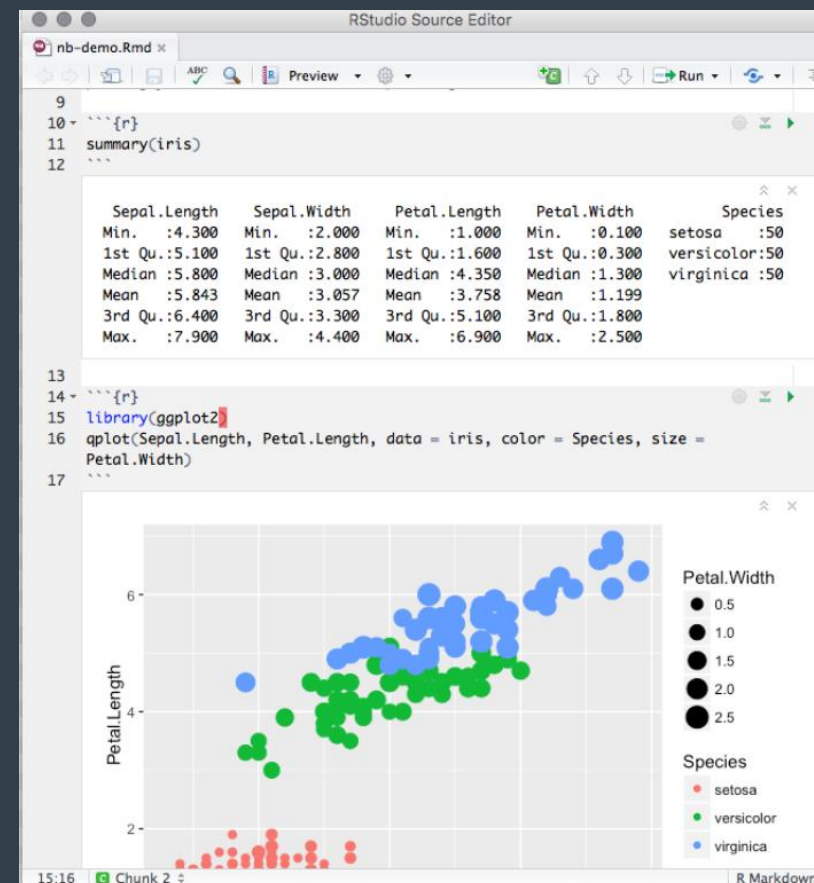 RStudio Source Editor
nb-demo.Rmd ×
ABC Preview Run
9
10 ```{r}
11 summary(iris)
12 ```
Sepal.Length Sepal.Width Petal.Length Petal.Width Species
Min. :4.300 Min. :2.000 Min. :1.000 Min. :0.100 setosa :50
1st Qu.:5.100 1st Qu.:2.800 1st Qu.:1.600 1st Qu.:0.300 versicolor:50
Median :5.800 Median :3.000 Median :4.350 Median :1.300 virginica :50
Mean :5.843 Mean :3.057 Mean :3.758 Mean :1.199
3rd Qu.:6.400 3rd Qu.:3.300 3rd Qu.:5.100 3rd Qu.:1.800
Max. :7.900 Max. :4.400 Max. :6.900 Max. :2.500
13
14 ```{r}
15 library(ggplot2)
16 qplot(Sepal.Length, Petal.Length, data = iris, color = Species, size =
Petal.Width)
17 ```
Petal.Length
6
4
2
Petal.Width
0.5
1.0
1.5
2.0
2.5
Species
setosa
versicolor
virginica
15:16 C Chunk 2 R Markdown